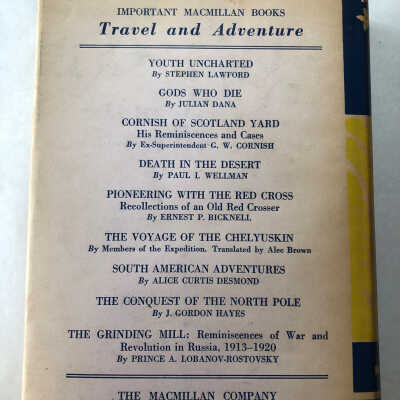 IMPORTANT MACMILLAN BOOKS
Travel and Adventure
YOUTH UNCHARTED
By STEPHEN LAWFORD
GODS WHO DIE
By JULIAN DANA
CORNISH OF SCOTLAND YARD
His Reminiscences and Cases
By Ex-Superintendent G. W. CORNISH
DEATH IN THE DESERT
By PAUL I. WELLMAN
PIONEERING WITH THE RED CROSS
Recollections of an Old Red Crosser
By ERNEST P. BICKNELL
THE VOYAGE OF THE CHELYUSKIN
By Members of the Expedition. Translated by Alec Brown
SOUTH AMERICAN ADVENTURES
By ALICE CURTIS DESMOND
THE CONQUEST OF THE NORTH POLE
By J. GORDON HAYES
THE GRINDING MILL: Reminiscences of War and
Revolution in Russia, 1913–1920
By PRINCE A. LOBANOV-ROSTOVSKY
THE MACMILLAN COMPANY